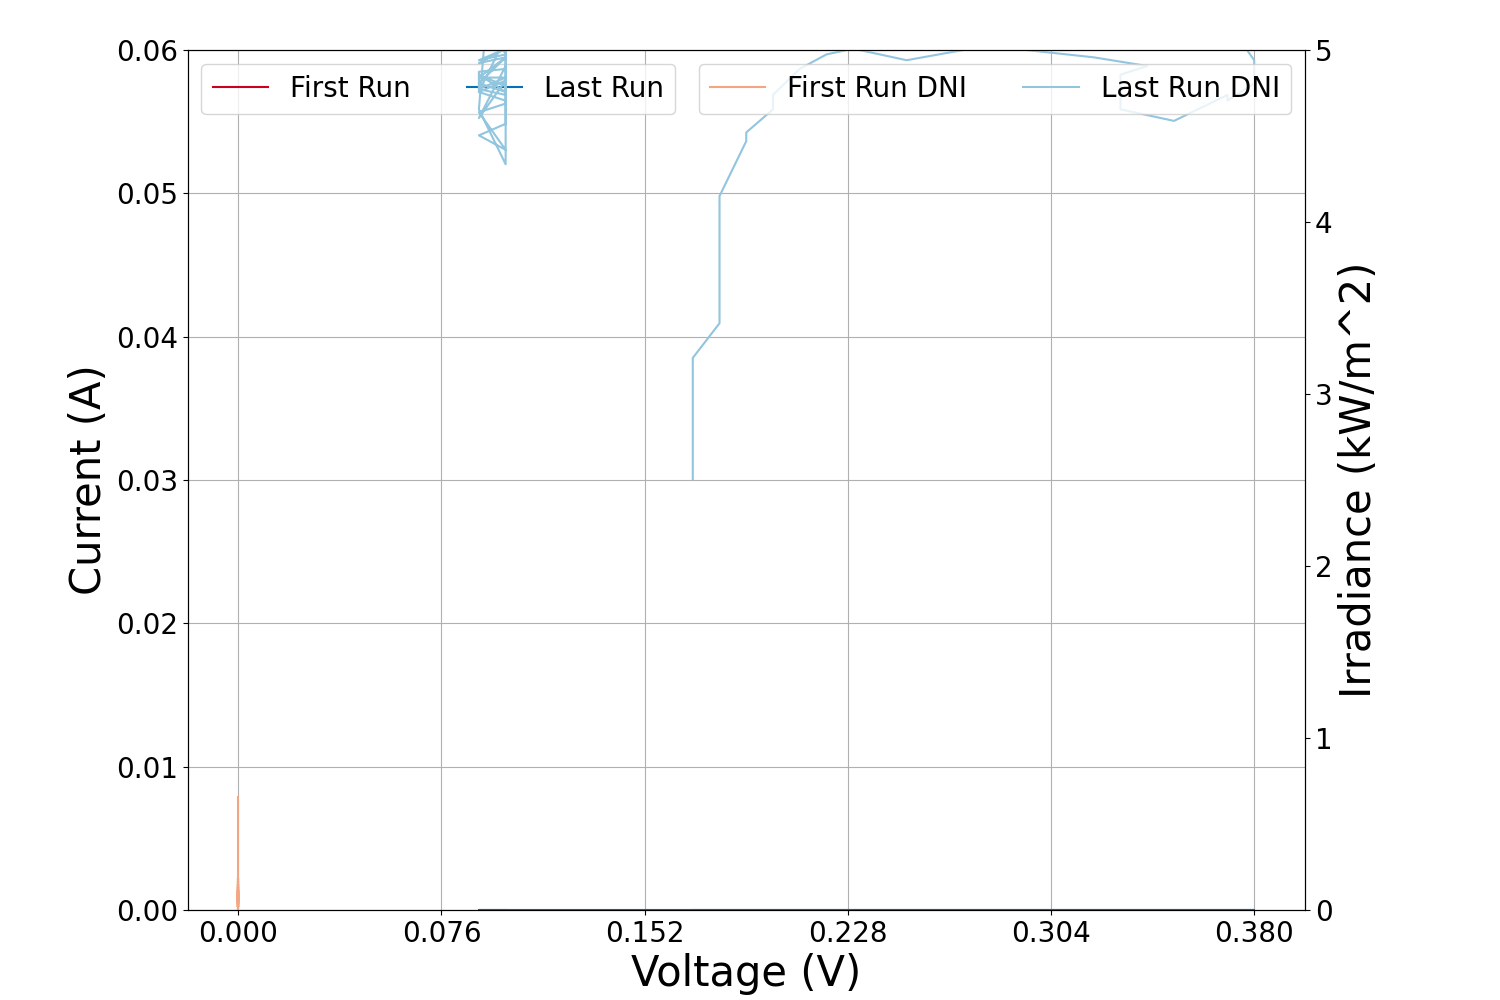 First Run
Last Run
First Run DNI
Last Run DNI
0.06
0.05
0.04
0.03
0.02
0.01
0.00
5
4
3
2
1
0
0.000
0.076
0.152
0.228
0.304
0.380
Current (A)
Irradiance (kW/m^2)
Voltage (V)